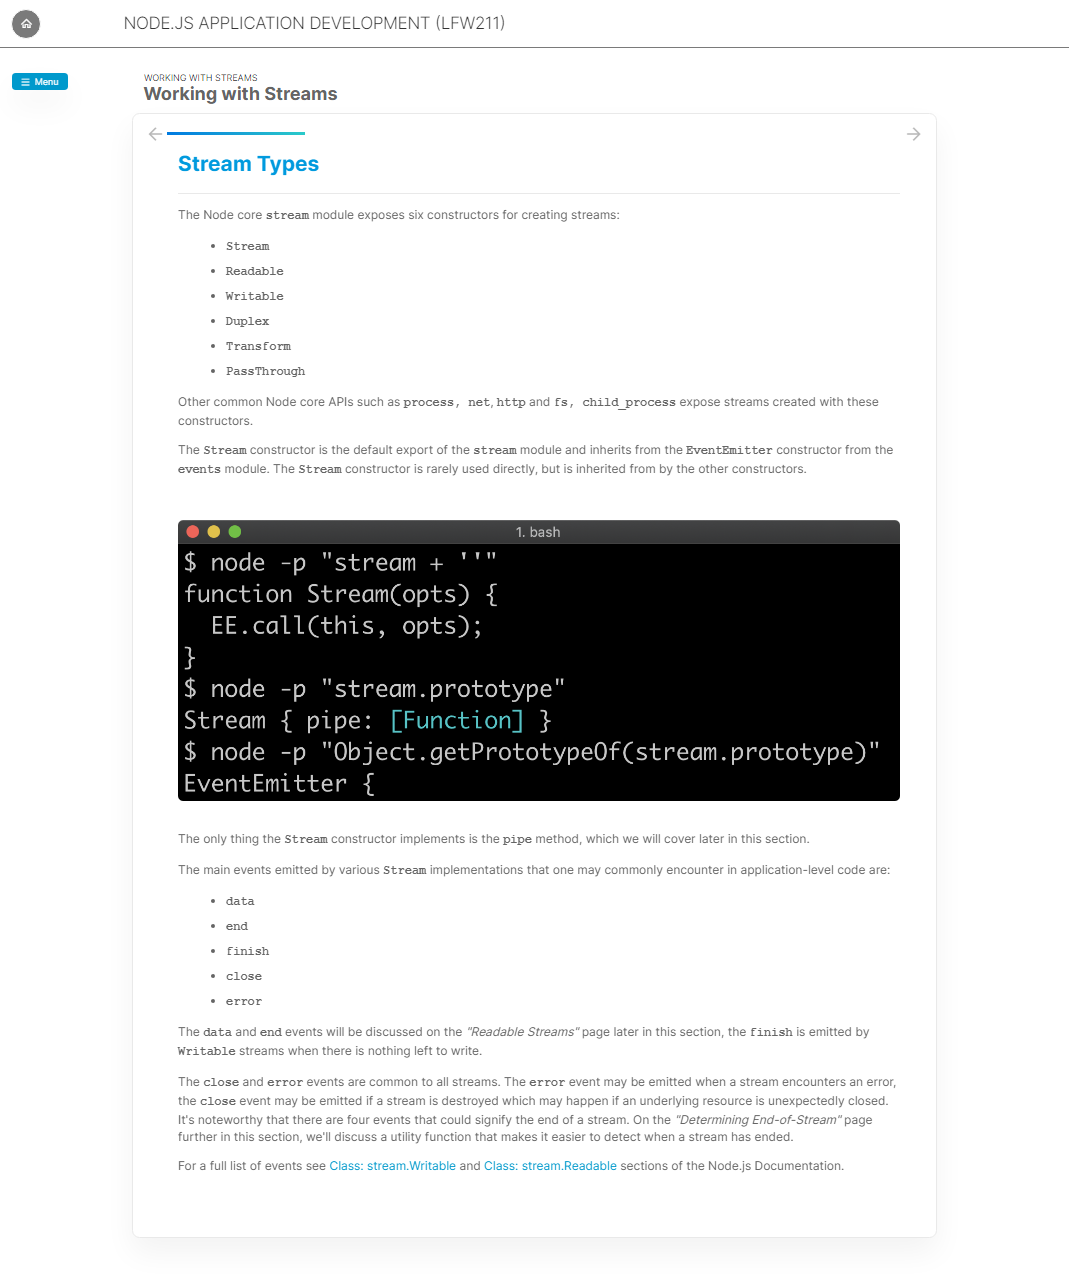 NODE.JS APPLICATION DEVELOPMENT (LFW211)
Menu
WORKING WITH STREAMS
Working with Streams
Stream Types
The Node core stream module exposes six constructors for creating streams:
• Stream
• Readable
• Writable
• Duplex
• Transform
• PassThrough
Other common Node core APIs such as process, net, http and fs, child_process expose streams created with these
constructors.
The Stream constructor is the default export of the stream module and inherits from the EventEmitter constructor from the
events module. The Stream constructor is rarely used directly, but is inherited from by the other constructors.
1. bash
$ node -p "stream + ''"
function Stream(opts) {
  EE.call(this, opts);
}
$ node -p "stream.prototype"
Stream { pipe: [Function] }
$ node -p "Object.getPrototypeOf(stream.prototype)"
EventEmitter {
The only thing the Stream constructor implements is the pipe method, which we will cover later in this section.
The main events emitted by various Stream implementations that one may commonly encounter in application-level code are:
• data
• end
• finish
• close
• error
The data and end events will be discussed on the "Readable Streams" page later in this section, the finish is emitted by
Writable streams when there is nothing left to write.
The close and error events are common to all streams. The error event may be emitted when a stream encounters an error,
the close event may be emitted if a stream is destroyed which may happen if an underlying resource is unexpectedly closed.
It's noteworthy that there are four events that could signify the end of a stream. On the "Determining End-of-Stream" page
further in this section, we'll discuss a utility function that makes it easier to detect when a stream has ended.
For a full list of events see Class: stream.Writable and Class: stream.Readable sections of the Node.js Documentation.